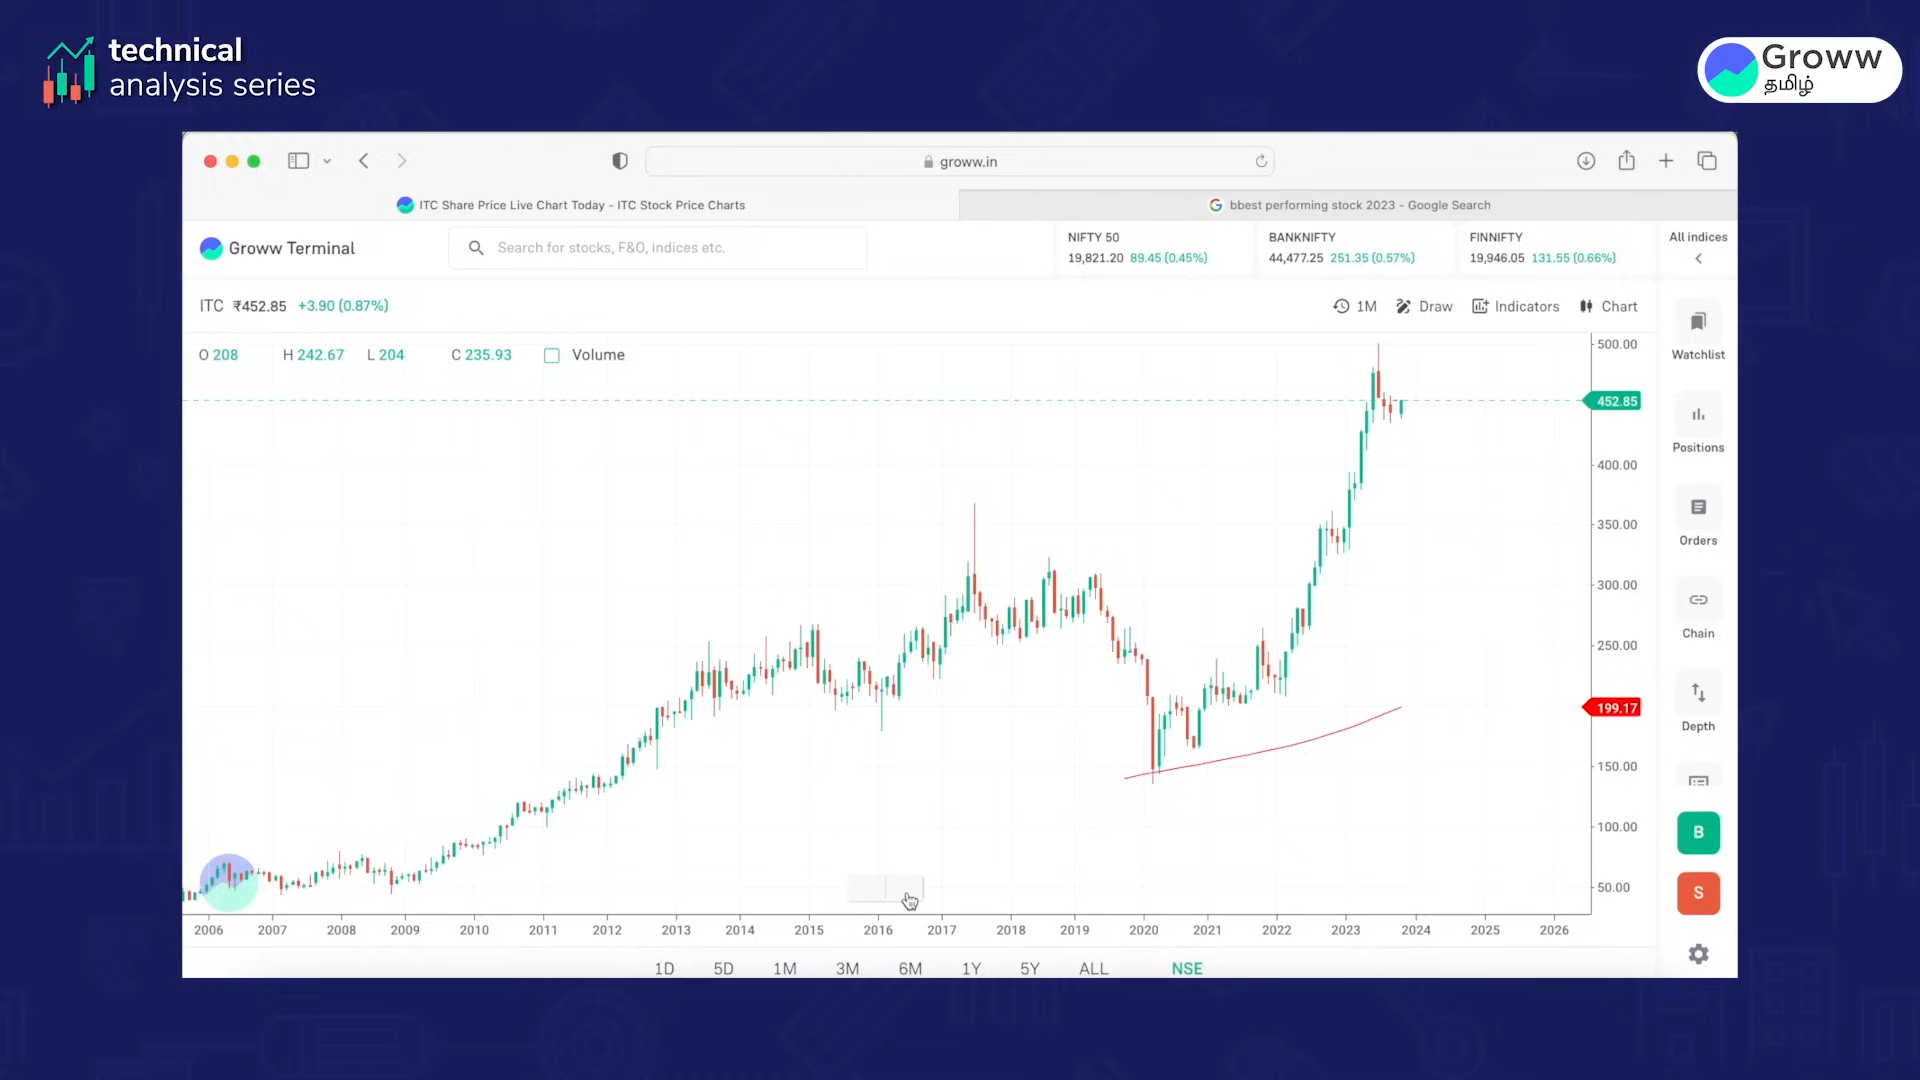 technical
analysis series
Groww
தமிழ்
groww.in
ITC Share Price Live Chart Today - ITC Stock Price Charts
bbest performing stock 2023 - Google Search
Groww Terminal
Search for stocks, F&O, indices etc.
NIFTY 50
19,821.20 89.45 (0.45%)
BANKNIFTY
44,477.25 251.35 (0.57%)
FINNIFTY
19,946.05 131.55 (0.66%)
All indices
ITC ₹452.85 +3.90 (0.87%)
1M Draw Indicators Chart
O 208 H 242.67 L 204 C 235.93 Volume
500.00
452.85
400.00
350.00
300.00
250.00
199.17
150.00
100.00
50.00
Watchlist
Positions
Orders
Chain
Depth
B
S
2006 2007 2008 2009 2010 2011 2012 2013 2014 2015 2016 2017 2018 2019 2020 2021 2022 2023 2024 2025 2026
1D 5D 1M 3M 6M 1Y 5Y ALL NSE